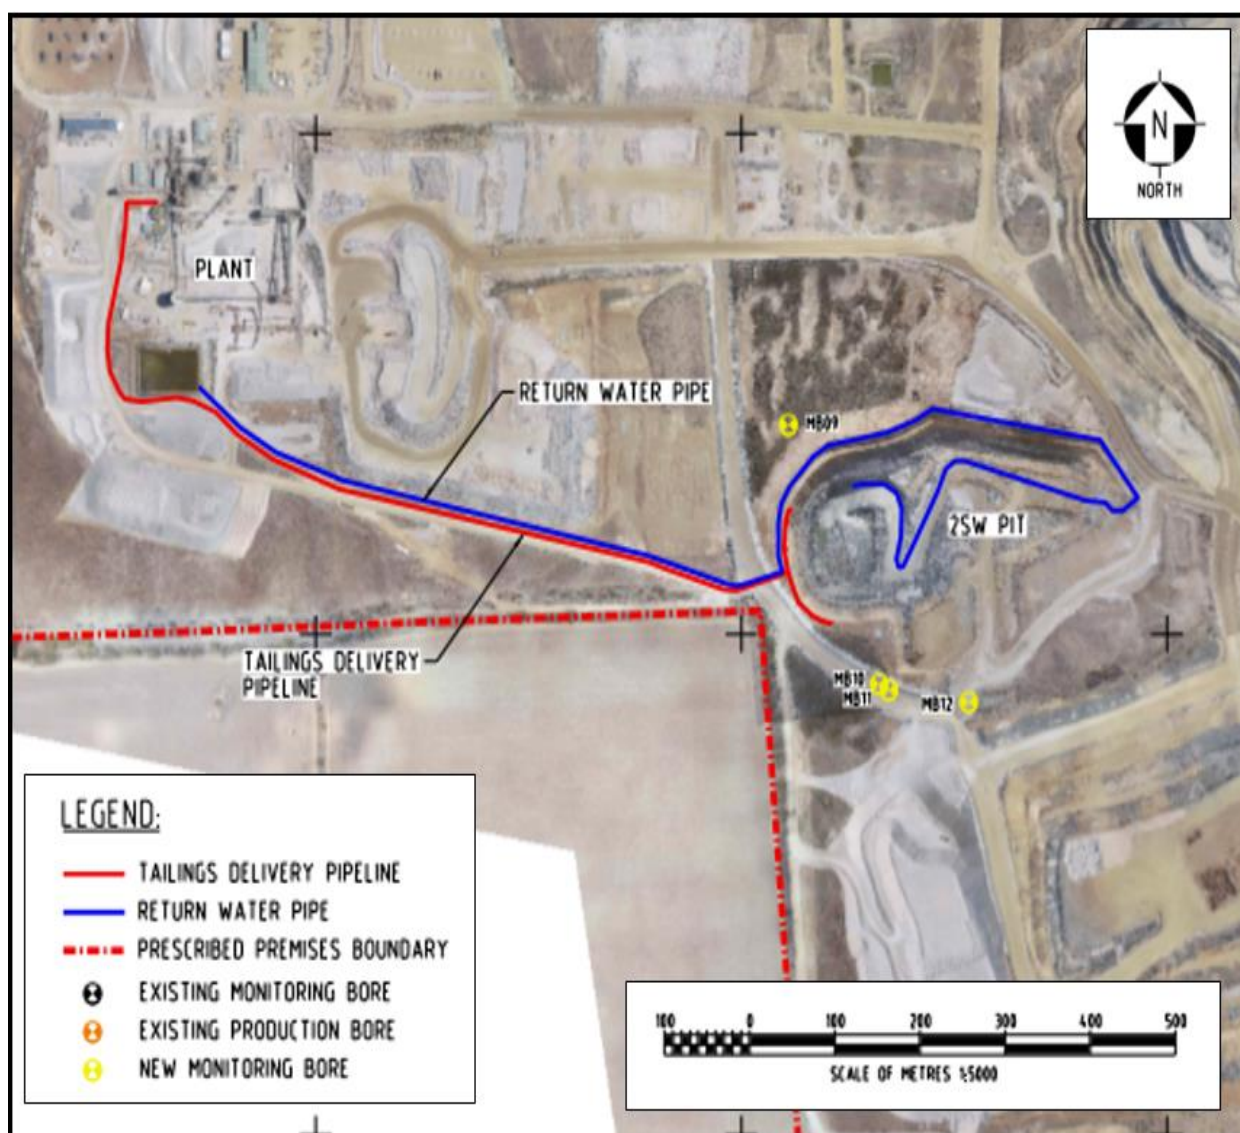 N
NORTH
PLANT
RETURN WATER PIPE
MB09
2SW PIT
TAILINGS DELIVERY
PIPELINE
MB10
MB11
MB12
LEGEND:
TAILINGS DELIVERY PIPELINE
RETURN WATER PIPE
PRESCRIBED PREMISES BOUNDARY
EXISTING MONITORING BORE
EXISTING PRODUCTION BORE
NEW MONITORING BORE
100 0 100 200 300 400 500
SCALE OF METRES 1:5000